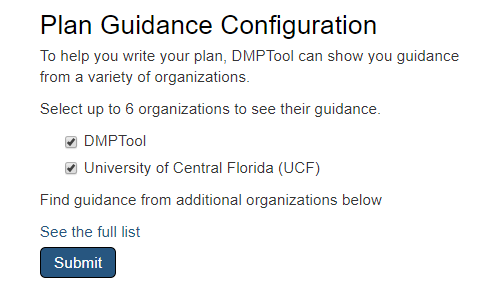 Plan Guidance Configuration
To help you write your plan, DMPTool can show you guidance
from a variety of organizations.
Select up to 6 organizations to see their guidance.
DMPTool
University of Central Florida (UCF)
Find guidance from additional organizations below
See the full list
Submit